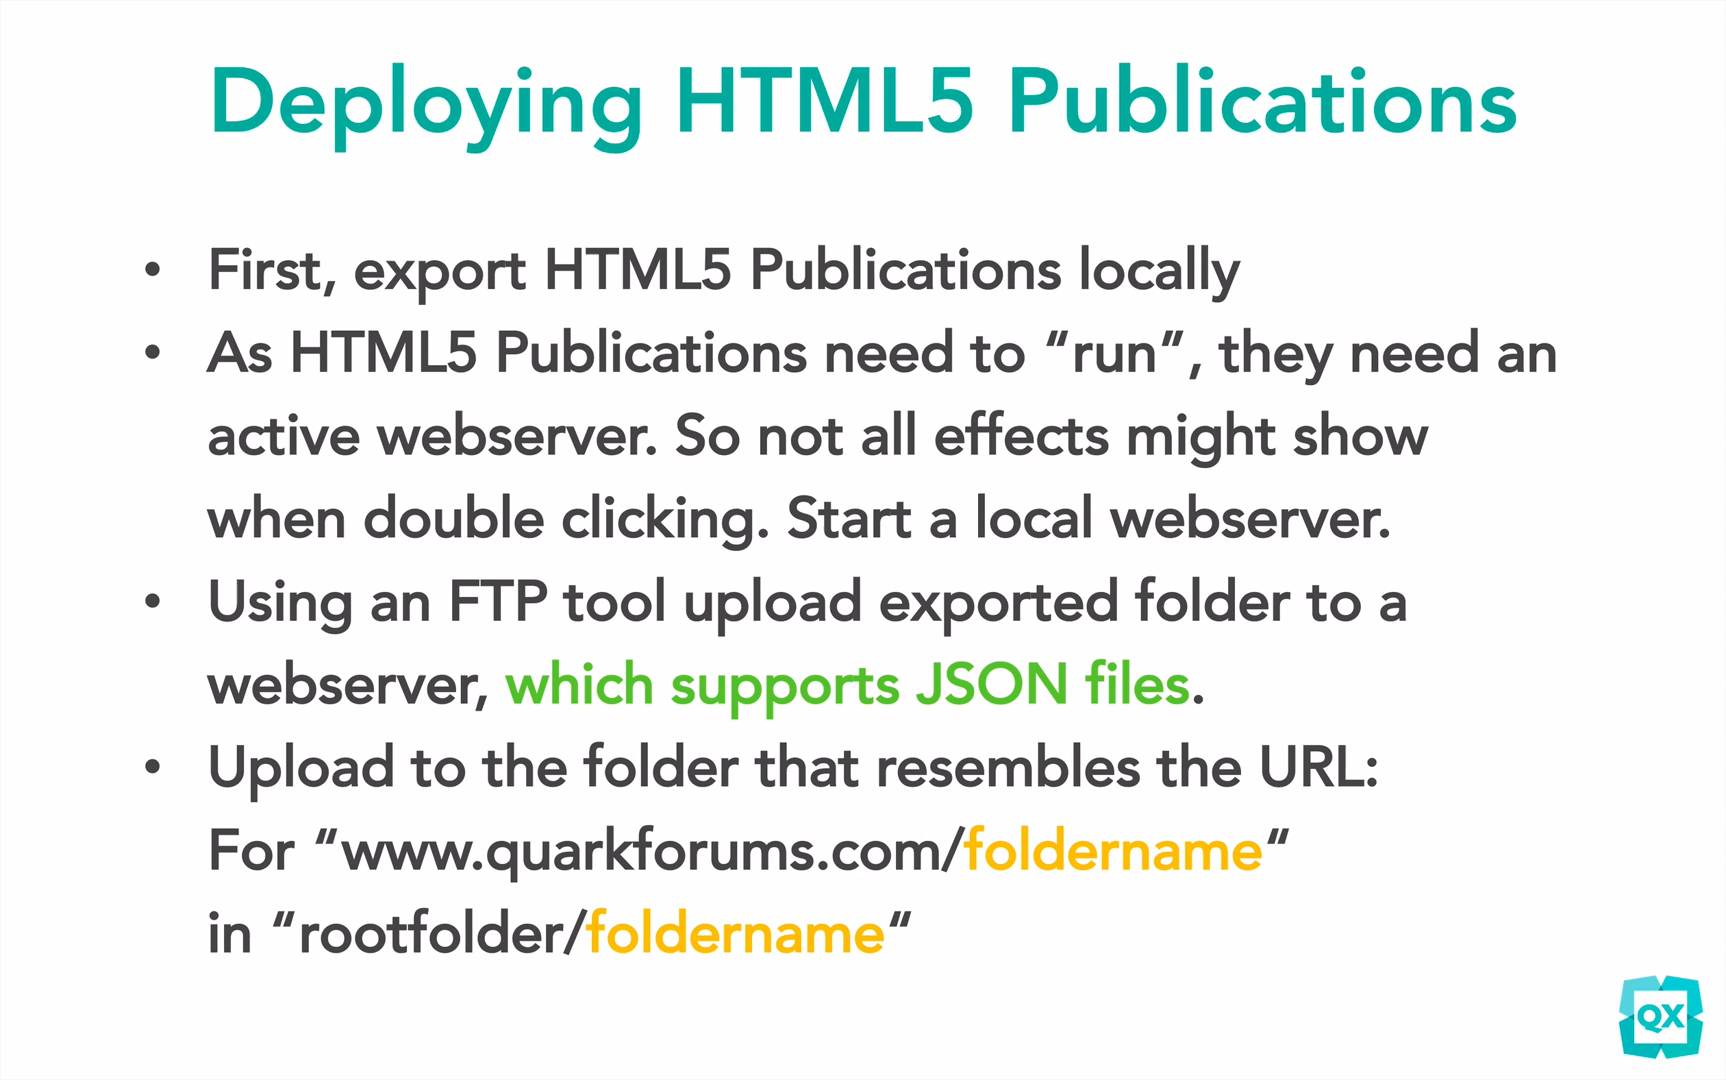 Deploying HTML5 Publications
• First, export HTML5 Publications locally
• As HTML5 Publications need to “run”, they need an
active webserver. So not all effects might show
when double clicking. Start a local webserver.
• Using an FTP tool upload exported folder to a
webserver, which supports JSON files.
• Upload to the folder that resembles the URL:
For “www.quarkforums.com/foldername“
in “rootfolder/foldername“
QX